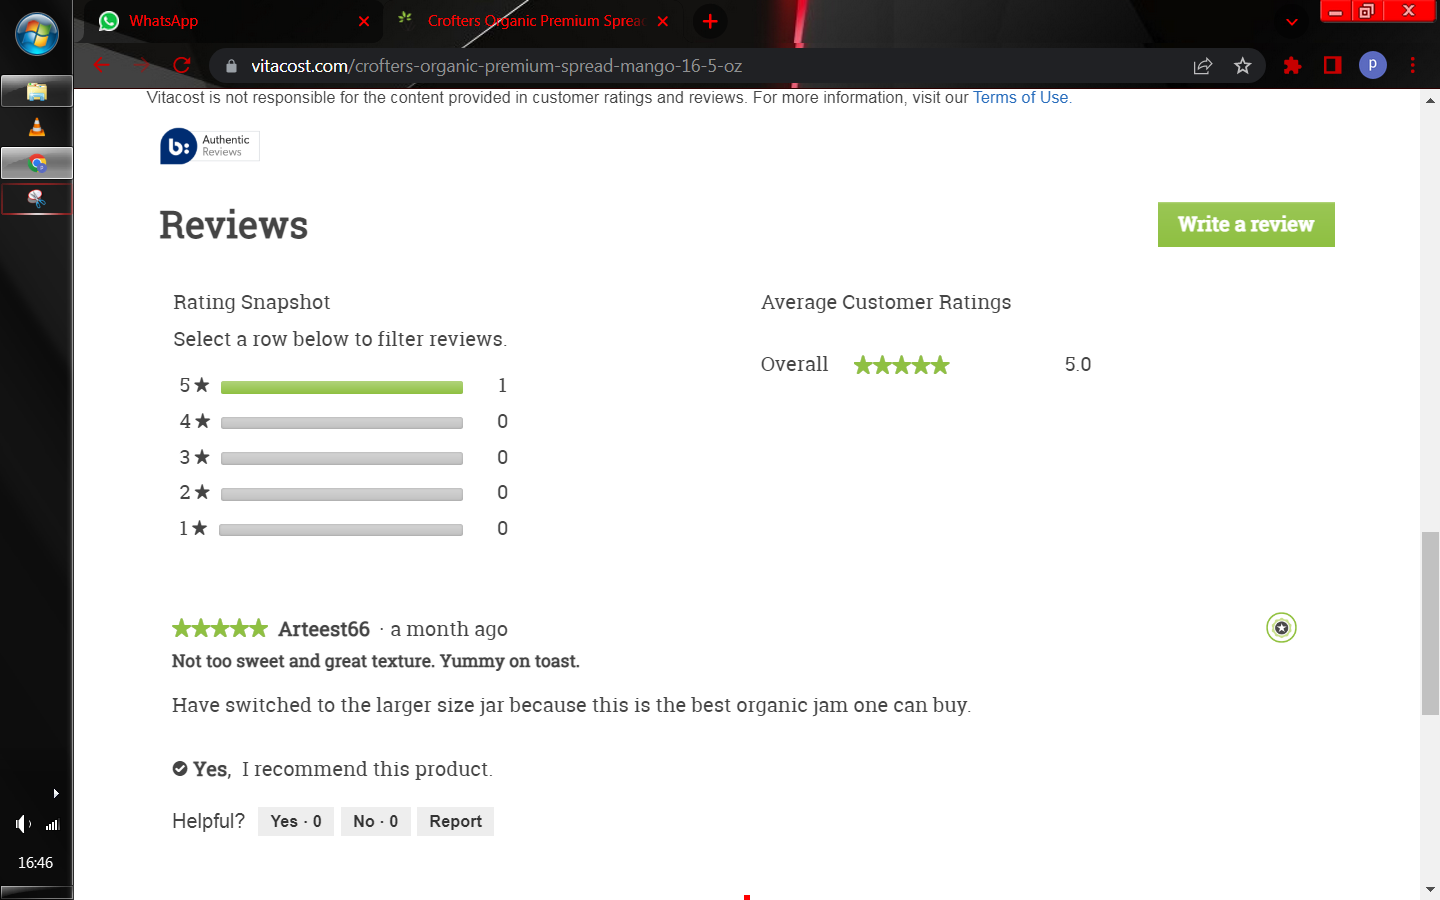 WhatsApp
Crofters Organic Premium Sprea
vitacost.com/crofters-organic-premium-spread-mango-16-5-oz
p
Vitacost is not responsible for the content provided in customer ratings and reviews. For more information, visit our Terms of Use.
b: Authentic
Reviews
Reviews
Write a review
Rating Snapshot
Average Customer Ratings
Select a row below to filter reviews.
Overall 5.0
5★ 1
4★ 0
3★ 0
2★ 0
1★ 0
★★★★★ Arteest66 · a month ago
Not too sweet and great texture. Yummy on toast.
Have switched to the larger size jar because this is the best organic jam one can buy.
Yes, I recommend this product.
Helpful? Yes · 0 No · 0 Report
16:46